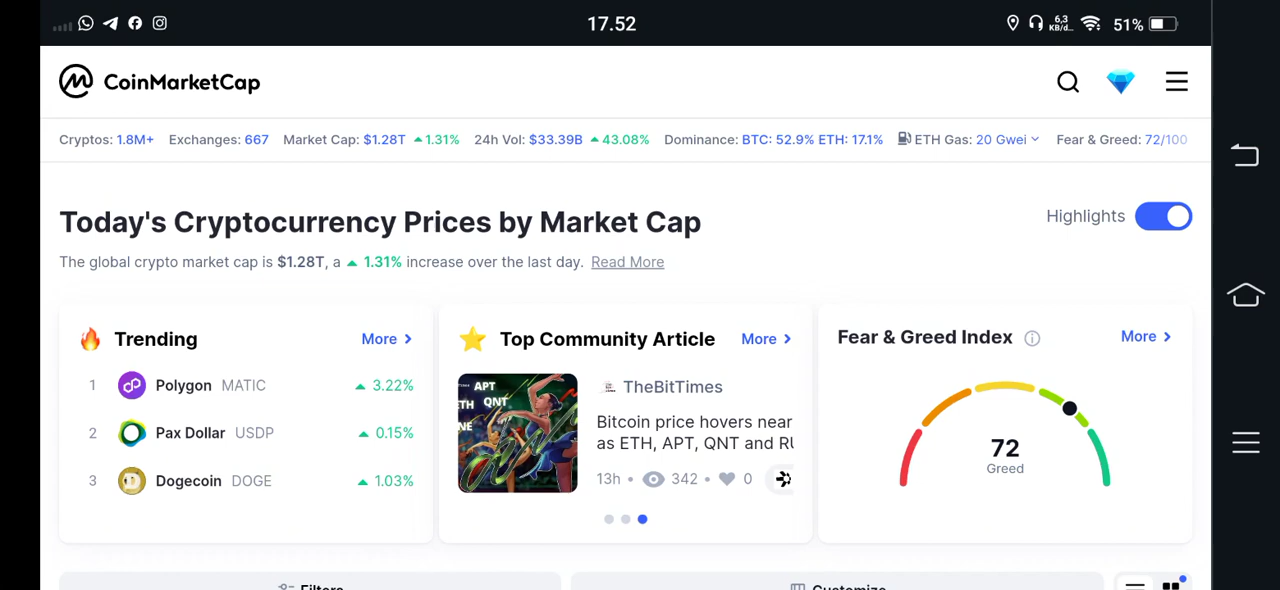 17.52
6,3
KB/d...
51%
CoinMarketCap
Cryptos: 1.8M+ Exchanges: 667 Market Cap: $1.28T 1.31% 24h Vol: $33.39B 43.08% Dominance: BTC: 52.9% ETH: 17.1% ETH Gas: 20 Gwei Fear & Greed: 72/100
Today's Cryptocurrency Prices by Market Cap
Highlights
The global crypto market cap is $1.28T, a 1.31% increase over the last day. Read More
Trending
More
1 Polygon MATIC 3.22%
2 Pax Dollar USDP 0.15%
3 Dogecoin DOGE 1.03%
Top Community Article
More
APT
ETH QNT
TheBitTimes
Bitcoin price hovers near
as ETH, APT, QNT and RU
13h • 342 • 0
Fear & Greed Index
More
72
Greed
Filters
Customize